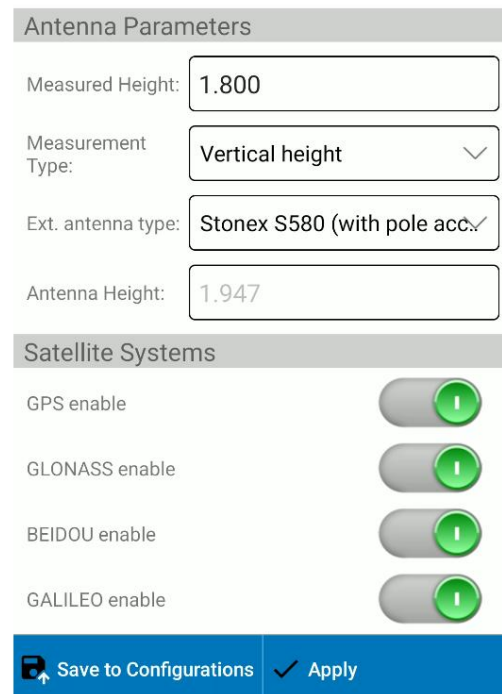 Antenna Parameters
Measured Height:
1.800
Measurement
Type:
Vertical height
Ext. antenna type:
Stonex S580 (with pole acc..
Antenna Height:
1.947
Satellite Systems
GPS enable
GLONASS enable
BEIDOU enable
GALILEO enable
Save to Configurations
Apply